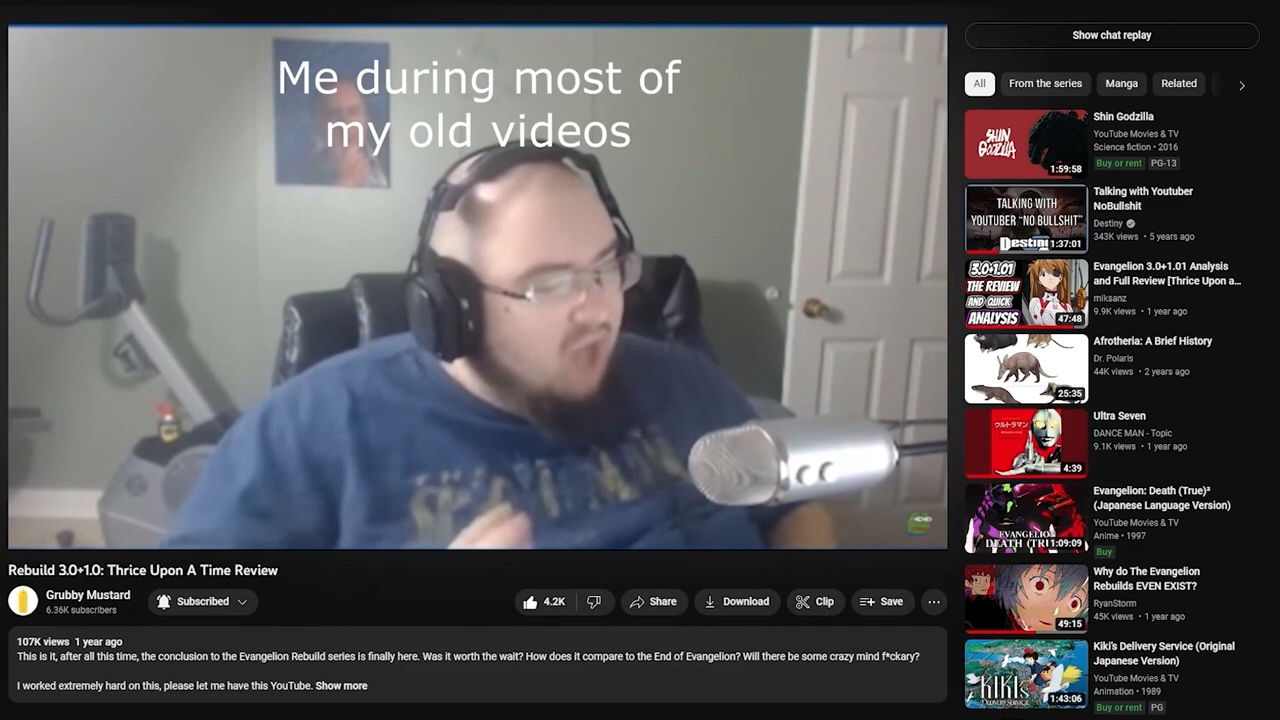 Me during most of
my old videos
Rebuild 3.0+1.0: Thrice Upon A Time Review
Grubby Mustard
6.36K subscribers
Subscribed
4.2K
Share
Download
Clip
Save
107K views 1 year ago
This is it, after all this time, the conclusion to the Evangelion Rebuild series is finally here. Was it worth the wait? How does it compare to the End of Evangelion? Will there be some crazy mind f*ckary?
I worked extremely hard on this, please let me have this YouTube. Show more
Show chat replay
All
From the series
Manga
Related
SHIN
GODZILLA
1:59:58
Shin Godzilla
YouTube Movies & TV
Science fiction • 2016
Buy or rent PG-13
TALKING WITH
YOUTUBER "NO BULLSHIT"
1:37:01
Talking with Youtuber
NoBullshit
Destiny
343K views • 5 years ago
3.0+1.01
THE REVIEW
AND QUICK
ANALYSIS
47:48
Evangelion 3.0+1.01 Analysis
and Full Review [Thrice Upon a...
miksanz
9.9K views • 1 year ago
25:35
Afrotheria: A Brief History
Dr. Polaris
44K views • 2 years ago
ウルトラマン
4:39
Ultra Seven
DANCE MAN - Topic
9.1K views • 1 year ago
EVANGELION
1:09:09
Evangelion: Death (True)²
(Japanese Language Version)
YouTube Movies & TV
Anime • 1997
Buy
49:15
Why do The Evangelion
Rebuilds EVEN EXIST?
RyanStorm
45K views • 1 year ago
KIKI's
DELIVERY SERVICE
1:43:06
Kiki's Delivery Service (Original
Japanese Version)
YouTube Movies & TV
Animation • 1989
Buy or rent PG